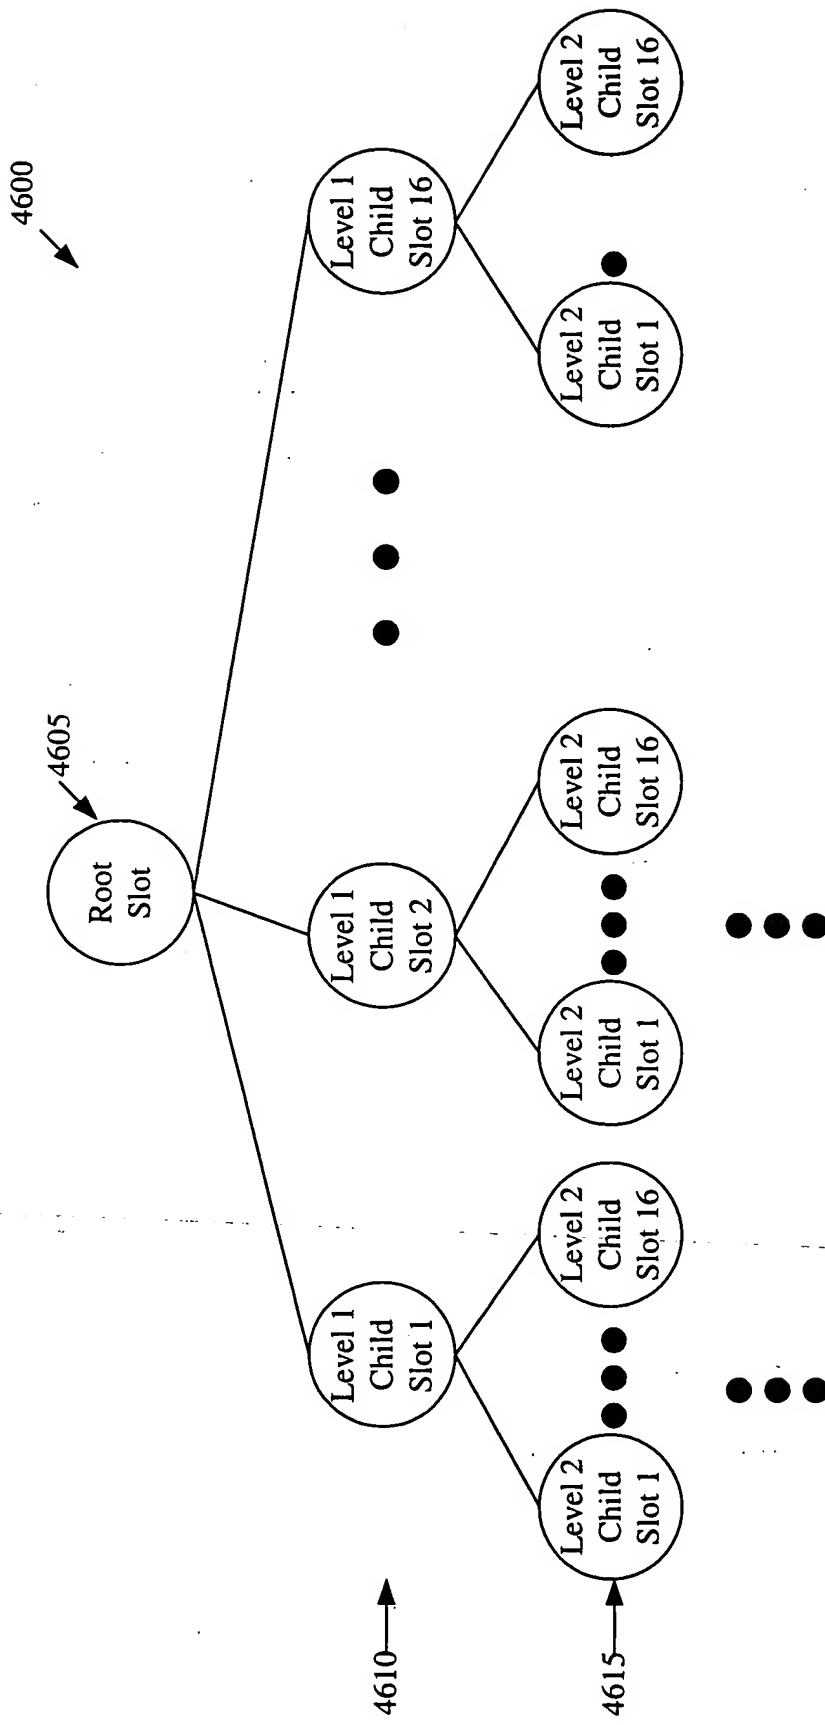 4600
4605
Root
Slot
4610
Level 1
Child
Slot 1
Level 1
Child
Slot 2
Level 1
Child
Slot 16
4615
Level 2
Child
Slot 1
Level 2
Child
Slot 16
Level 2
Child
Slot 1
Level 2
Child
Slot 16
Level 2
Child
Slot 1
Level 2
Child
Slot 16